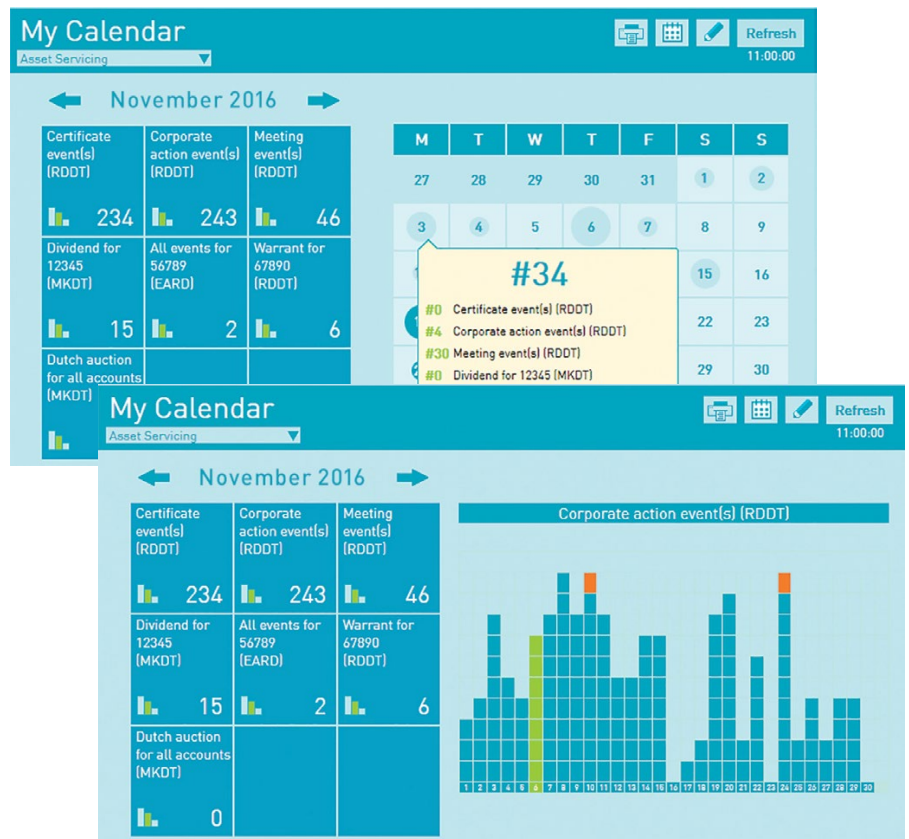 My Calendar
Asset Servicing
Refresh
11:00:00
November 2016
Certificate
event(s)
(RDDT)
234
Corporate
action event(s)
(RDDT)
243
Meeting
event(s)
(RDDT)
46
Dividend for
12345
(MKDT)
15
All events for
56789
(EARD)
2
Warrant for
67890
(RDDT)
6
Dutch auction
for all accounts
(MKDT)
M T W T F S S
27 28 29 30 31 1 2
3 4 5 6 7 8 9
#34
#0 Certificate event(s) (RDDT)
#4 Corporate action event(s) (RDDT)
#30 Meeting event(s) (RDDT)
#0 Dividend for 12345 (MKDT)
15 16
22 23
29 30
My Calendar
Asset Servicing
Refresh
11:00:00
November 2016
Certificate
event(s)
(RDDT)
234
Corporate
action event(s)
(RDDT)
243
Meeting
event(s)
(RDDT)
46
Dividend for
12345
(MKDT)
15
All events for
56789
(EARD)
2
Warrant for
67890
(RDDT)
6
Dutch auction
for all accounts
(MKDT)
0
Corporate action event(s) (RDDT)
1 2 3 4 5 6 7 8 9 10 11 12 13 14 15 16 17 18 19 20 21 22 23 24 25 26 27 28 29 30